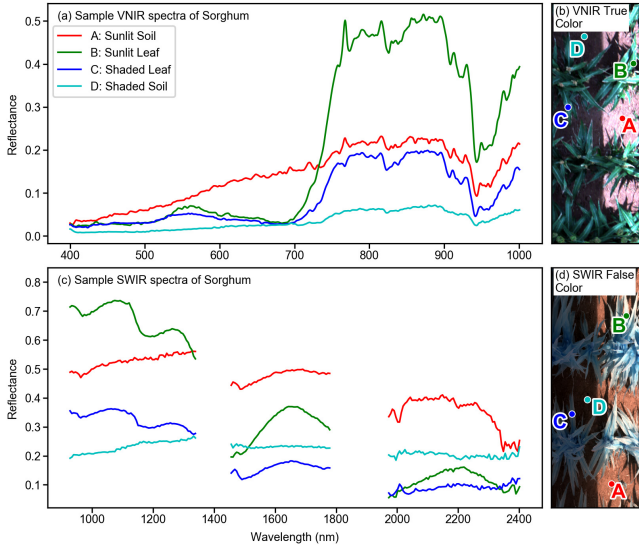 (a) Sample VNIR spectra of Sorghum
A: Sunlit Soil
B: Sunlit Leaf
C: Shaded Leaf
D: Shaded Soil
Reflectance
0.5
0.4
0.3
0.2
0.1
0.0
400 500 600 700 800 900 1000
(b) VNIR True
Color
D
B
C
A
(c) Sample SWIR spectra of Sorghum
Reflectance
0.8
0.7
0.6
0.5
0.4
0.3
0.2
0.1
1000 1200 1400 1600 1800 2000 2200 2400
Wavelength (nm)
(d) SWIR False
Color
B
D
C
A